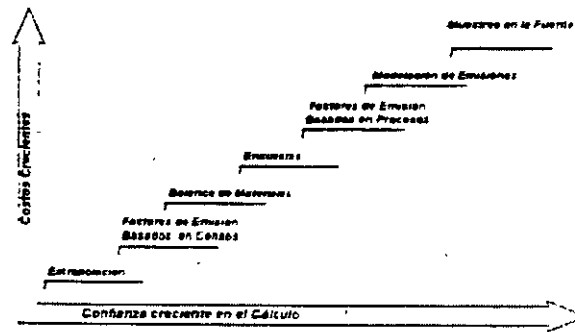 Muestreo en la Fuente
Modelación de Emisiones
Factores de Emisión
Basados en Procesos
Encuestas
Balance de Materiales
Factores de Emisión
Basados en Censos
Extrapolación
Costos Crecientes
Confianza creciente en el Cálculo